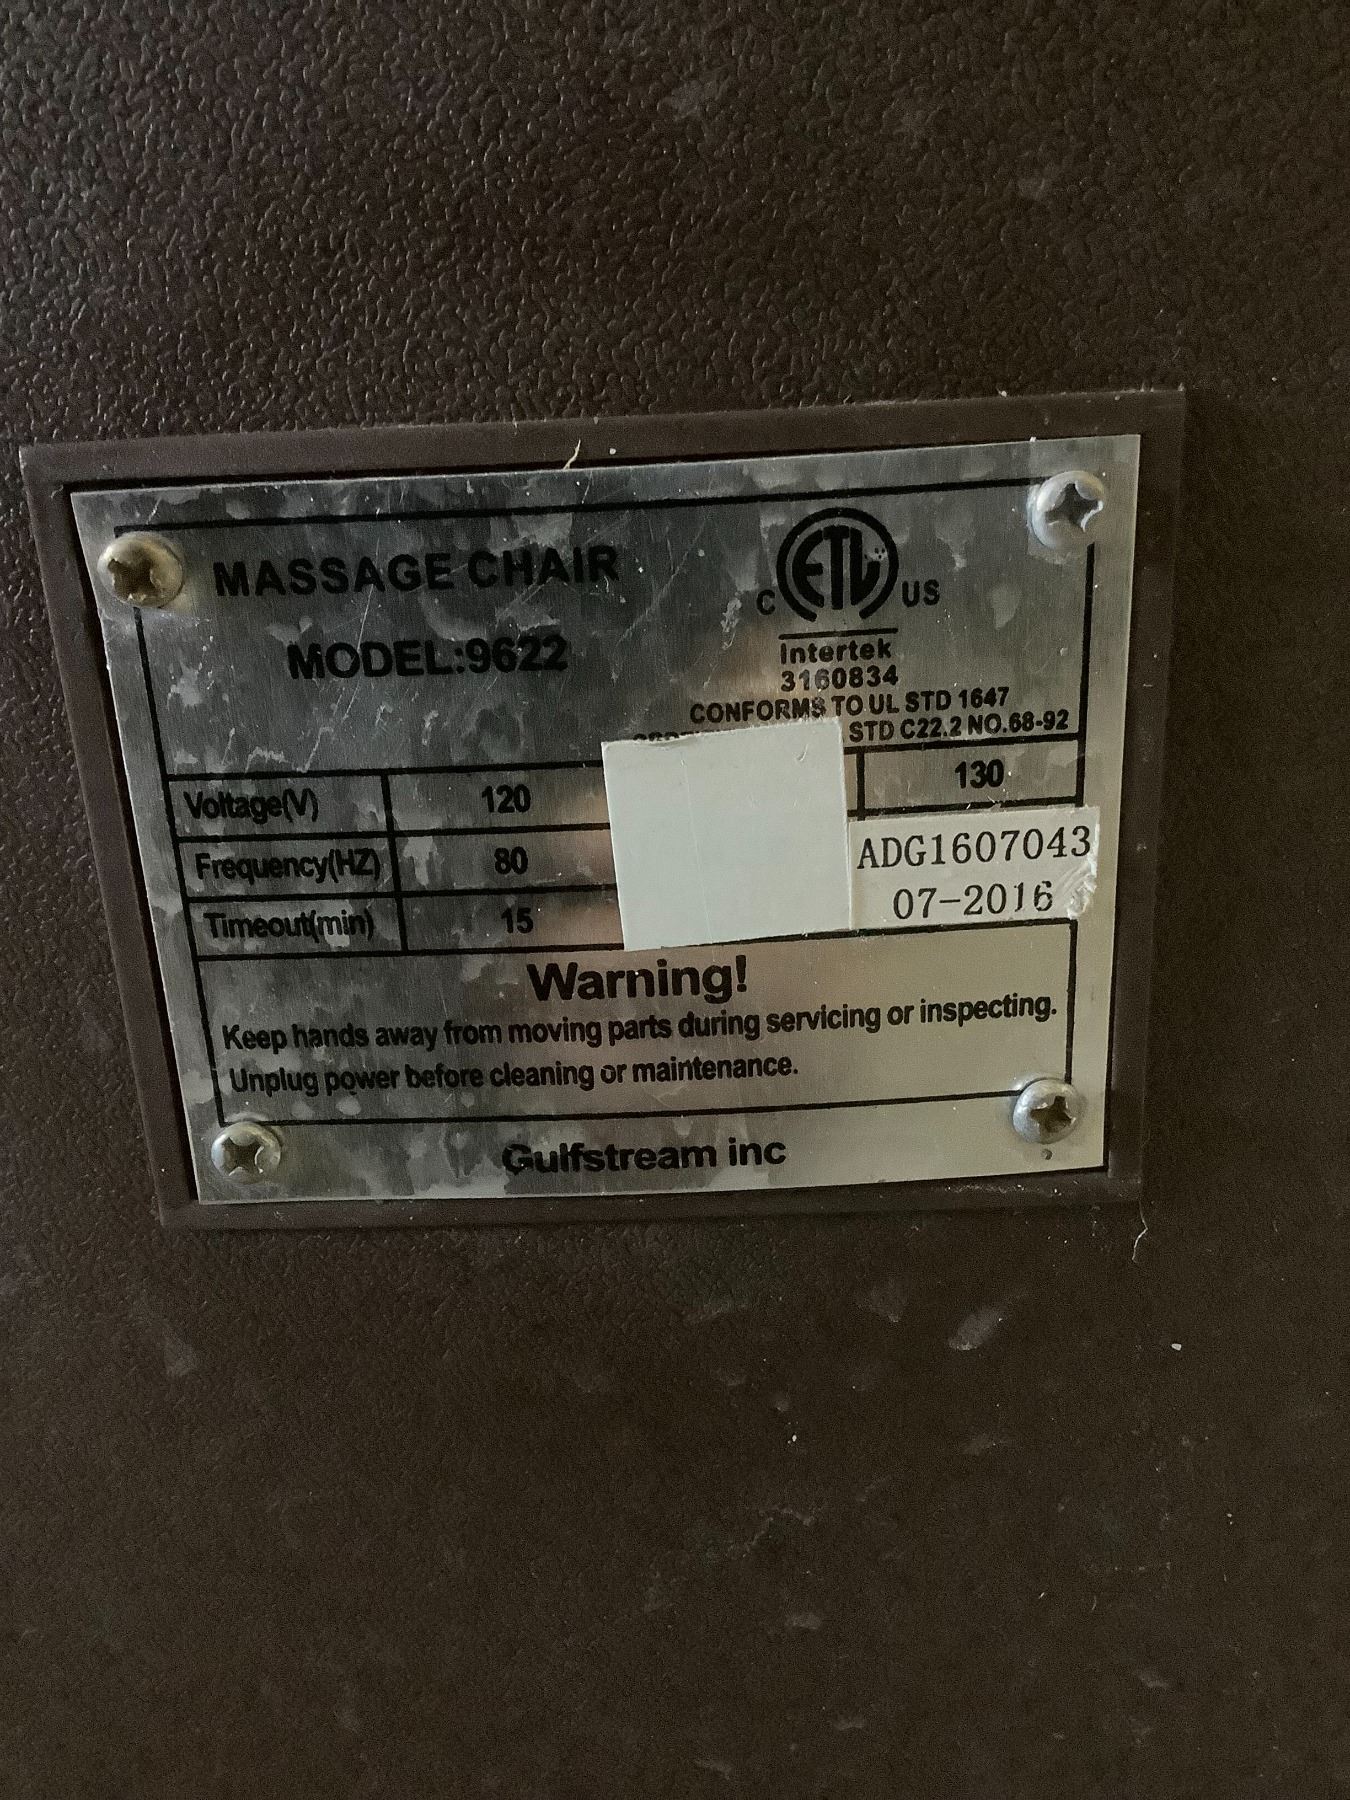 MASSAGE CHAIR
MODEL:9622
C ETL US
Intertek
3160834
CONFORMS TO UL STD 1647
STD C22.2 NO.68-92
Voltage(V) 120 130
Frequency(HZ) 80
Timeout(min) 15
ADG1607043
07-2016
Warning!
Keep hands away from moving parts during servicing or inspecting.
Unplug power before cleaning or maintenance.
Gulfstream inc